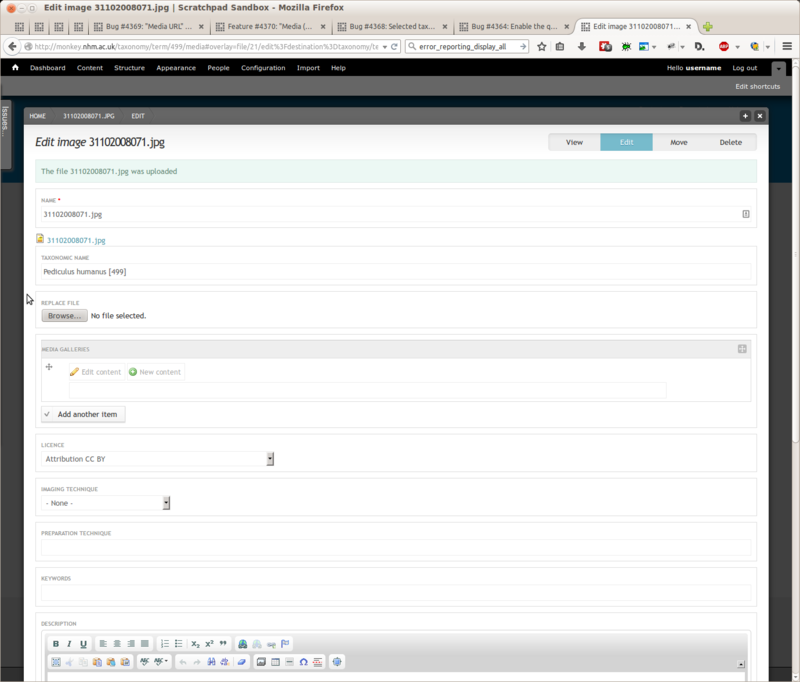 Edit image 31102008071.jpg | Scratchpad Sandbox - Mozilla Firefox
Bug #4369: "Media URL" ...
Feature #4370: "Media (...
Bug #4368: Selected tax...
Bug #4364: Enable the q...
Edit image 31102008071....
http://monkey.nhm.ac.uk/taxonomy/term/499/media#overlay=file/21/edit%3Fdestination%3Dtaxonomy/te
error_reporting_display_all
ABP
Dashboard Content Structure Appearance People Configuration Import Help
Hello username Log out
Edit shortcuts
Issues...
HOME 31102008071.JPG EDIT
Edit image 31102008071.jpg
View Edit Move Delete
The file 31102008071.jpg was uploaded
NAME *
31102008071.jpg
31102008071.jpg
TAXONOMIC NAME
Pediculus humanus [499]
REPLACE FILE
Browse... No file selected.
MEDIA GALLERIES
Edit content New content
Add another item
LICENCE
Attribution CC BY
IMAGING TECHNIQUE
- None -
PREPARATION TECHNIQUE
KEYWORDS
DESCRIPTION
B I U